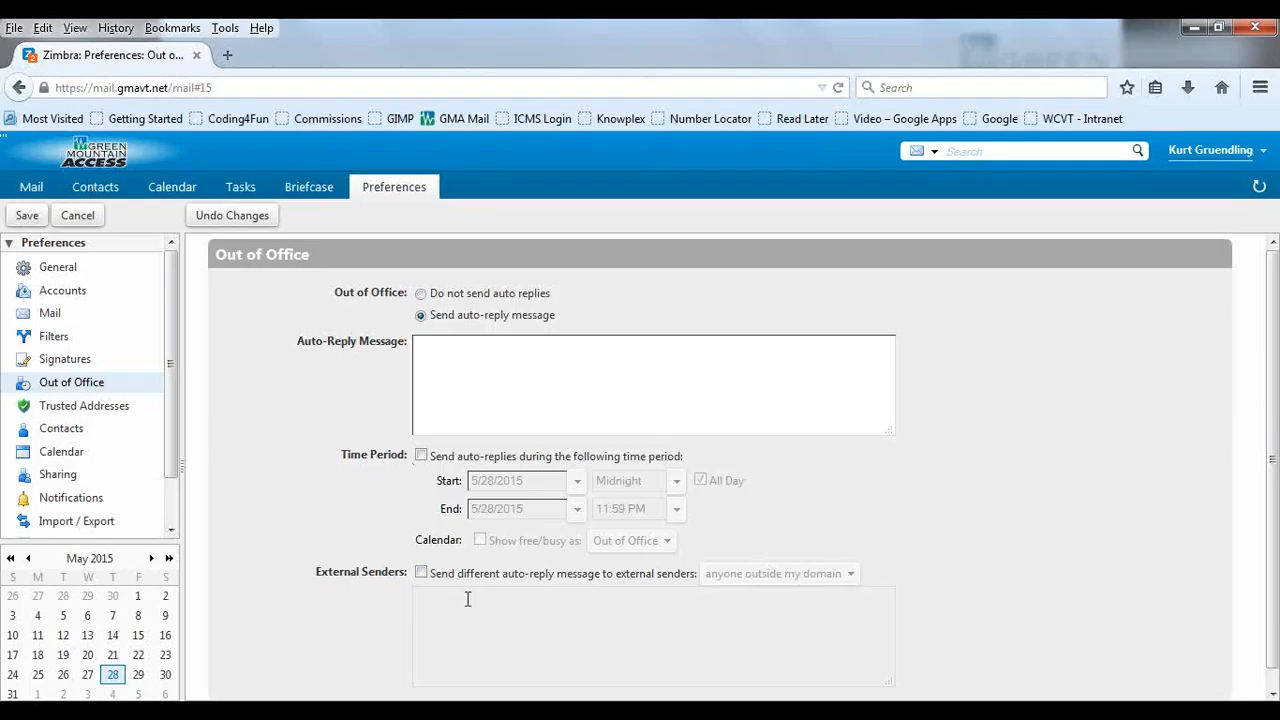 File Edit View History Bookmarks Tools Help
Zimbra: Preferences: Out o...
https://mail.gmavt.net/mail#15 Search
Most Visited Getting Started Coding4Fun Commissions GIMP GMA Mail ICMS Login Knowplex Number Locator Read Later Video – Google Apps Google WCVT - Intranet
GREEN MOUNTAIN ACCESS
Search Kurt Gruendling
Mail Contacts Calendar Tasks Briefcase Preferences
Save Cancel Undo Changes
Preferences
General
Accounts
Mail
Filters
Signatures
Out of Office
Trusted Addresses
Contacts
Calendar
Sharing
Notifications
Import / Export
May 2015
S M T W T F S
26 27 28 29 30 1 2
3 4 5 6 7 8 9
10 11 12 13 14 15 16
17 18 19 20 21 22 23
24 25 26 27 28 29 30
31 1 2 3 4 5 6
Out of Office
Out of Office: Do not send auto replies
Send auto-reply message
Auto-Reply Message:
Time Period: Send auto-replies during the following time period:
Start: 5/28/2015 Midnight All Day
End: 5/28/2015 11:59 PM
Calendar: Show free/busy as: Out of Office
External Senders: Send different auto-reply message to external senders: anyone outside my domain